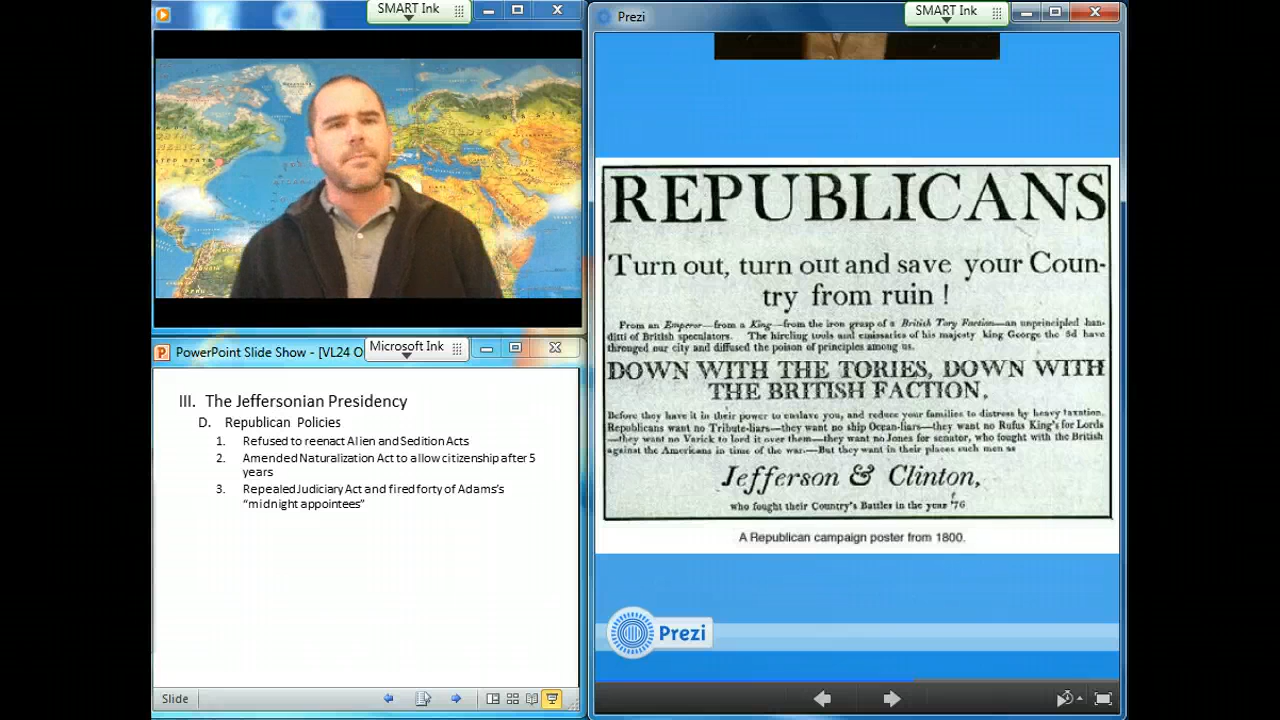 SMART Ink
PowerPoint Slide Show - [VL24 O
Microsoft Ink
III. The Jeffersonian Presidency
D. Republican Policies
1. Refused to reenact Alien and Sedition Acts
2. Amended Naturalization Act to allow citizenship after 5
years
3. Repealed Judiciary Act and fired forty of Adams's
"midnight appointees"
Slide
Prezi
SMART Ink
REPUBLICANS
Turn out, turn out and save your Coun-
try from ruin !
From an Emperor—from a King—from the iron grasp of a British Tory Faction—an unprincipled ban-
ditti of British speculators. The hireling tools and emissaries of his majesty king George the 3d have
thronged our city and diffused the poison of principles among us.
DOWN WITH THE TORIES, DOWN WITH
THE BRITISH FACTION,
Before they have it in their power to enslave you, and reduce your families to distress by heavy taxation.
Republicans want no Tribute-liars—they want no ship Ocean-liars—they want no Rufus King's for Lords
—they want no Varick to lord it over them—they want no Jones for senator, who fought with the British
against the Americans in time of the war.—But they want in their places such men as
Jefferson & Clinton,
who fought their Country's Battles in the year '76
A Republican campaign poster from 1800.
Prezi